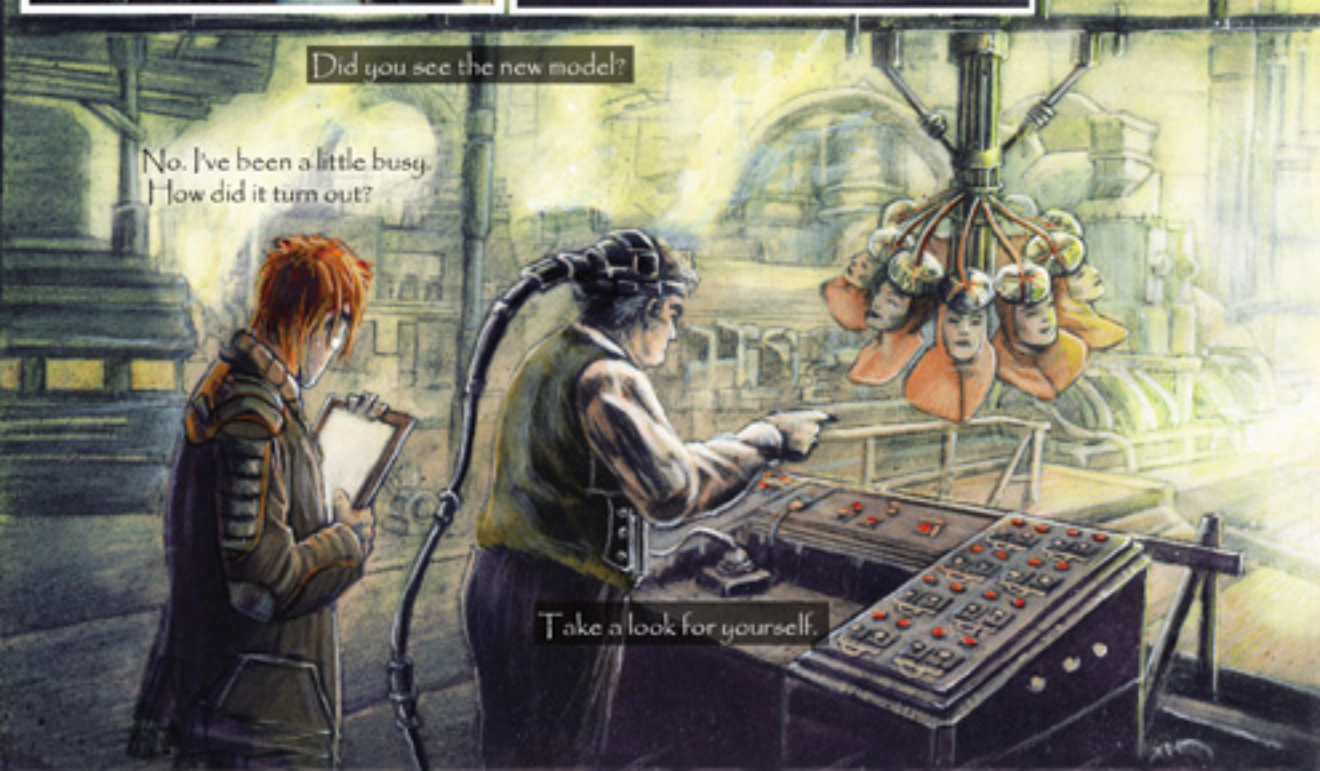 Did you see the new model?
No. I've been a little busy.
How did it turn out?
Take a look for yourself.